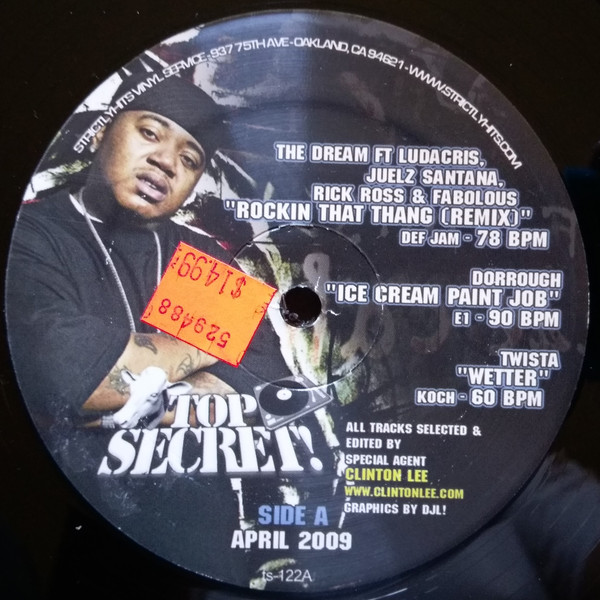 STRICTLYHITS VINYL SERVICE - 937 75TH AVE - OAKLAND, CA 94621 - WWW.STRICTLYHITS.COM
THE DREAM FT LUDACRIS,
JUELZ SANTANA,
RICK ROSS & FABOLOUS
"ROCKIN THAT THANG (REMIX)"
DEF JAM - 78 BPM
DORROUGH
"ICE CREAM PAINT JOB"
E1 - 90 BPM
TWISTA
"WETTER"
KOCH - 60 BPM
$14.99
529A88
TOP
SECRET!
ALL TRACKS SELECTED &
EDITED BY
SPECIAL AGENT
CLINTON LEE
WWW.CLINTONLEE.COM
GRAPHICS BY DJL!
SIDE A
APRIL 2009
ts-122A